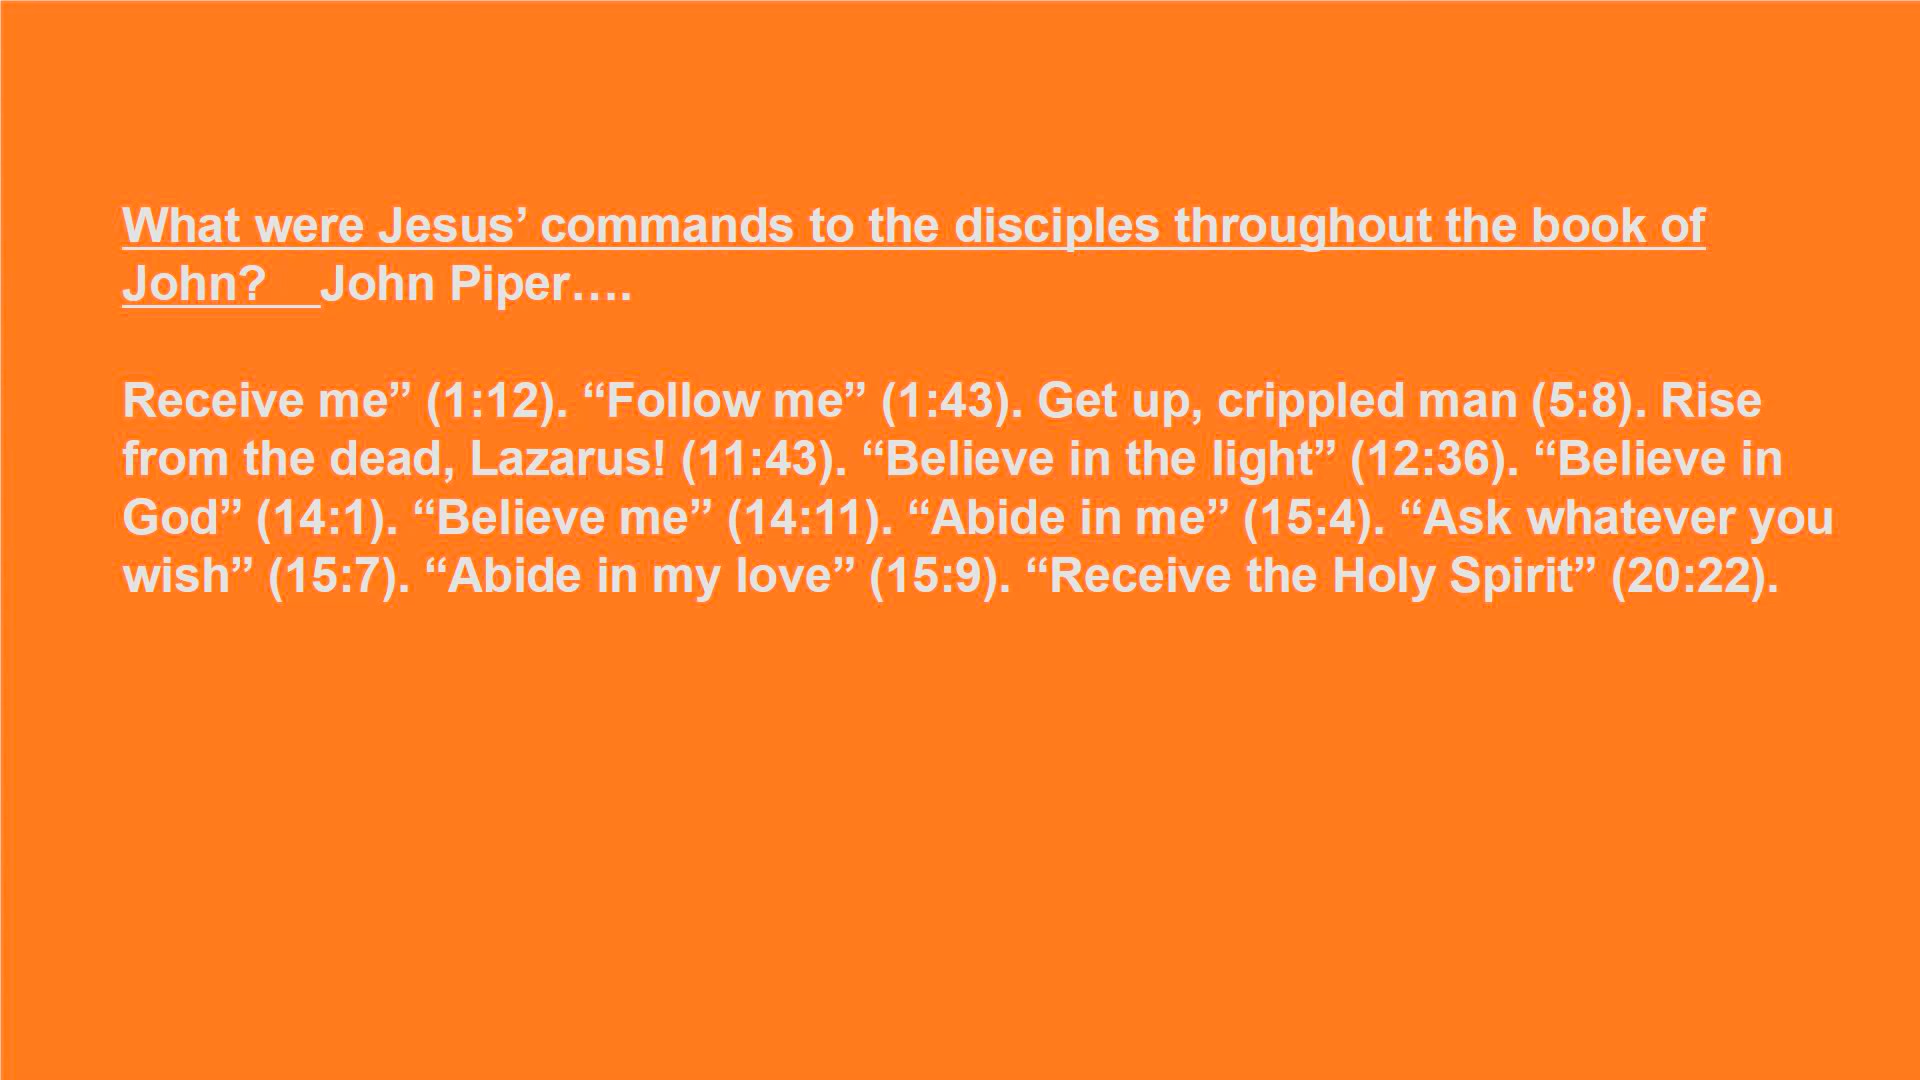 What were Jesus’ commands to the disciples throughout the book of
John?    John Piper….
Receive me” (1:12). “Follow me” (1:43). Get up, crippled man (5:8). Rise
from the dead, Lazarus! (11:43). “Believe in the light” (12:36). “Believe in
God” (14:1). “Believe me” (14:11). “Abide in me” (15:4). “Ask whatever you
wish” (15:7). “Abide in my love” (15:9). “Receive the Holy Spirit” (20:22).